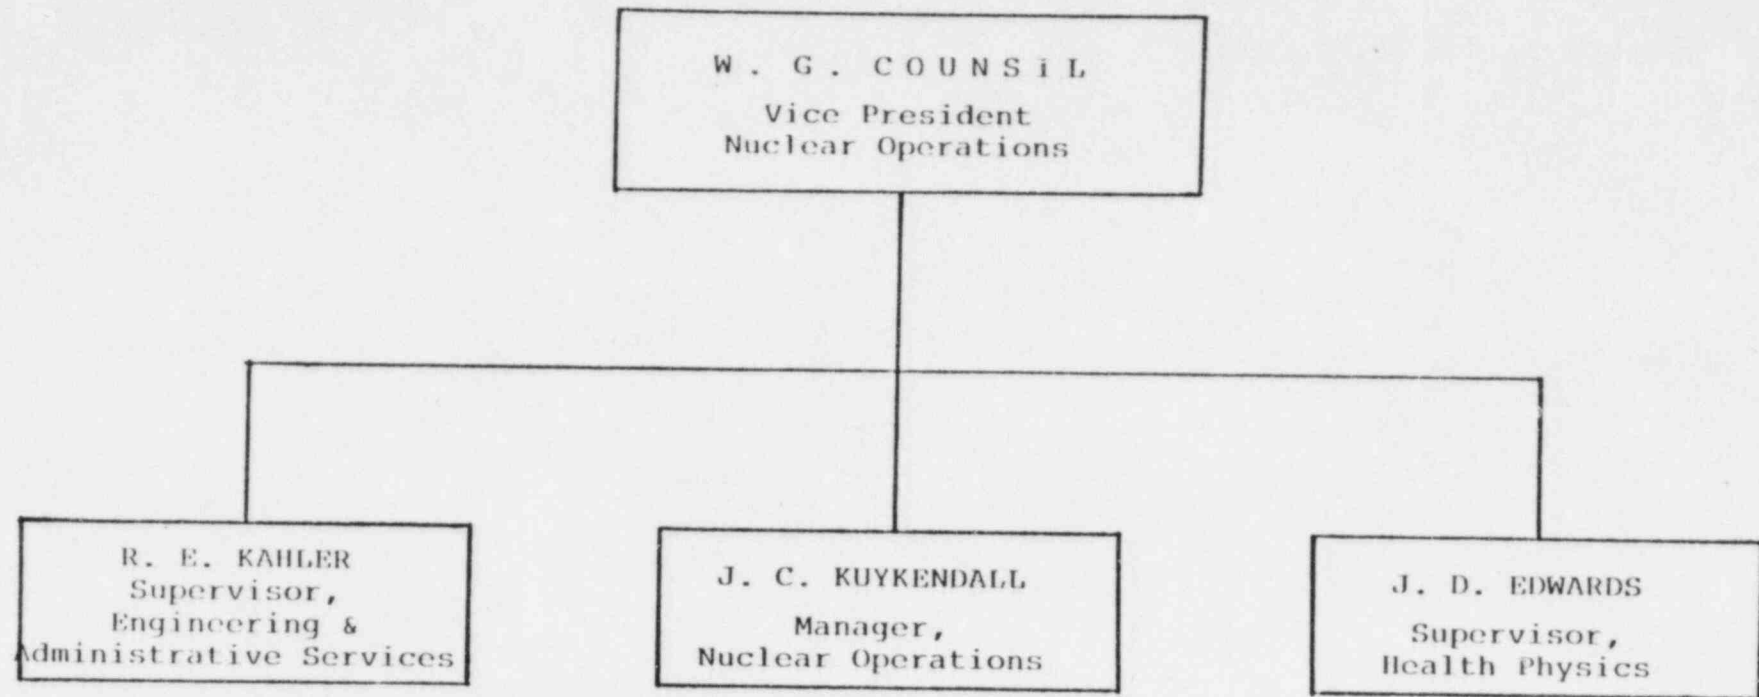 W. G. COUNSiL
Vice President
Nuclear Operations
R. E. KAHLER
Supervisor,
Engineering &
Administrative Services
J. C. KUYKENDALL
Manager,
Nuclear Operations
J. D. EDWARDS
Supervisor,
Health Physics